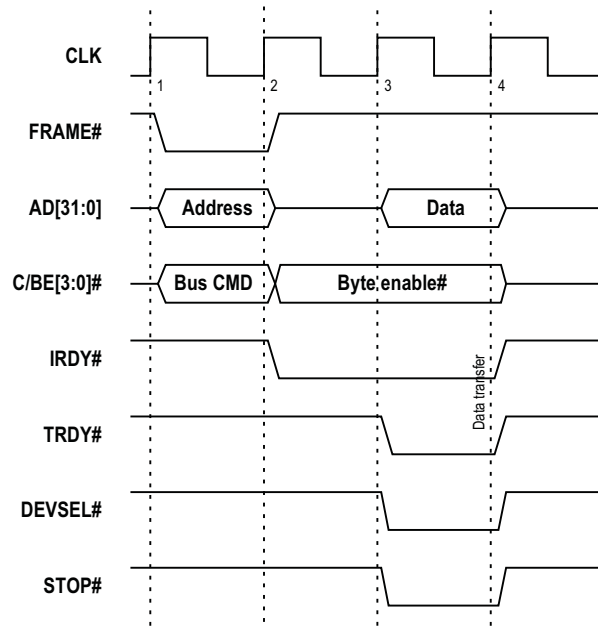 CLK
1 2 3 4
FRAME#
AD[31:0] Address Data
C/BE[3:0]# Bus CMD Byte enable#
IRDY#
Data transfer
TRDY#
DEVSEL#
STOP#